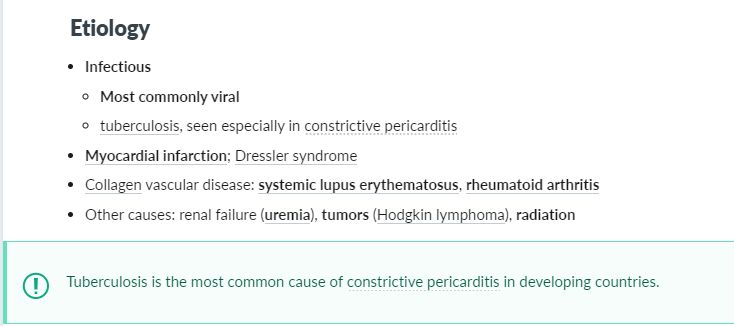 Etiology
• Infectious
◦ Most commonly viral
◦ tuberculosis, seen especially in constrictive pericarditis
• Myocardial infarction; Dressler syndrome
• Collagen vascular disease: systemic lupus erythematosus, rheumatoid arthritis
• Other causes: renal failure (uremia), tumors (Hodgkin lymphoma), radiation
! Tuberculosis is the most common cause of constrictive pericarditis in developing countries.